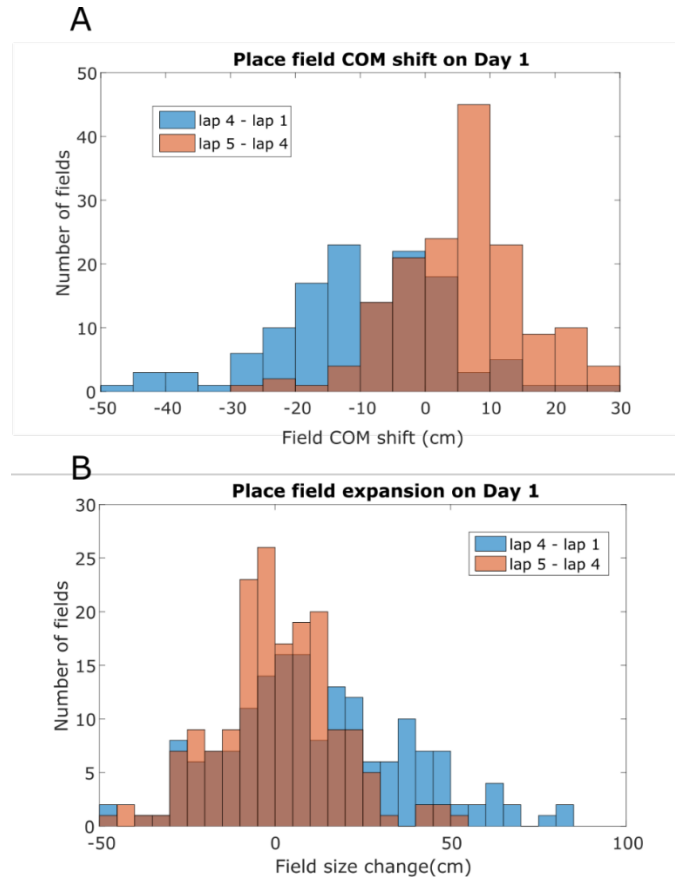 A
Place field COM shift on Day 1
50
40
30
20
10
0
Number of fields
lap 4 - lap 1
lap 5 - lap 4
-50 -40 -30 -20 -10 0 10 20 30
Field COM shift (cm)
B
Place field expansion on Day 1
30
25
20
15
10
5
0
Number of fields
lap 4 - lap 1
lap 5 - lap 4
-50 0 50 100
Field size change(cm)